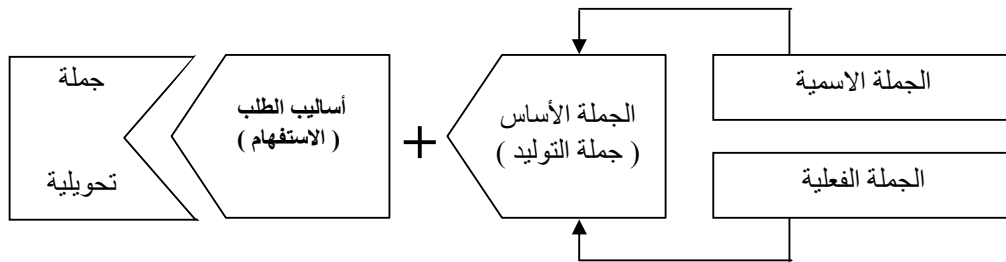 الجملة الاسمية
الجملة الفعلية
الجملة الأساس
( جملة التوليد )
+
أساليب الطلب
( الاستفهام )
جملة
تحويلية